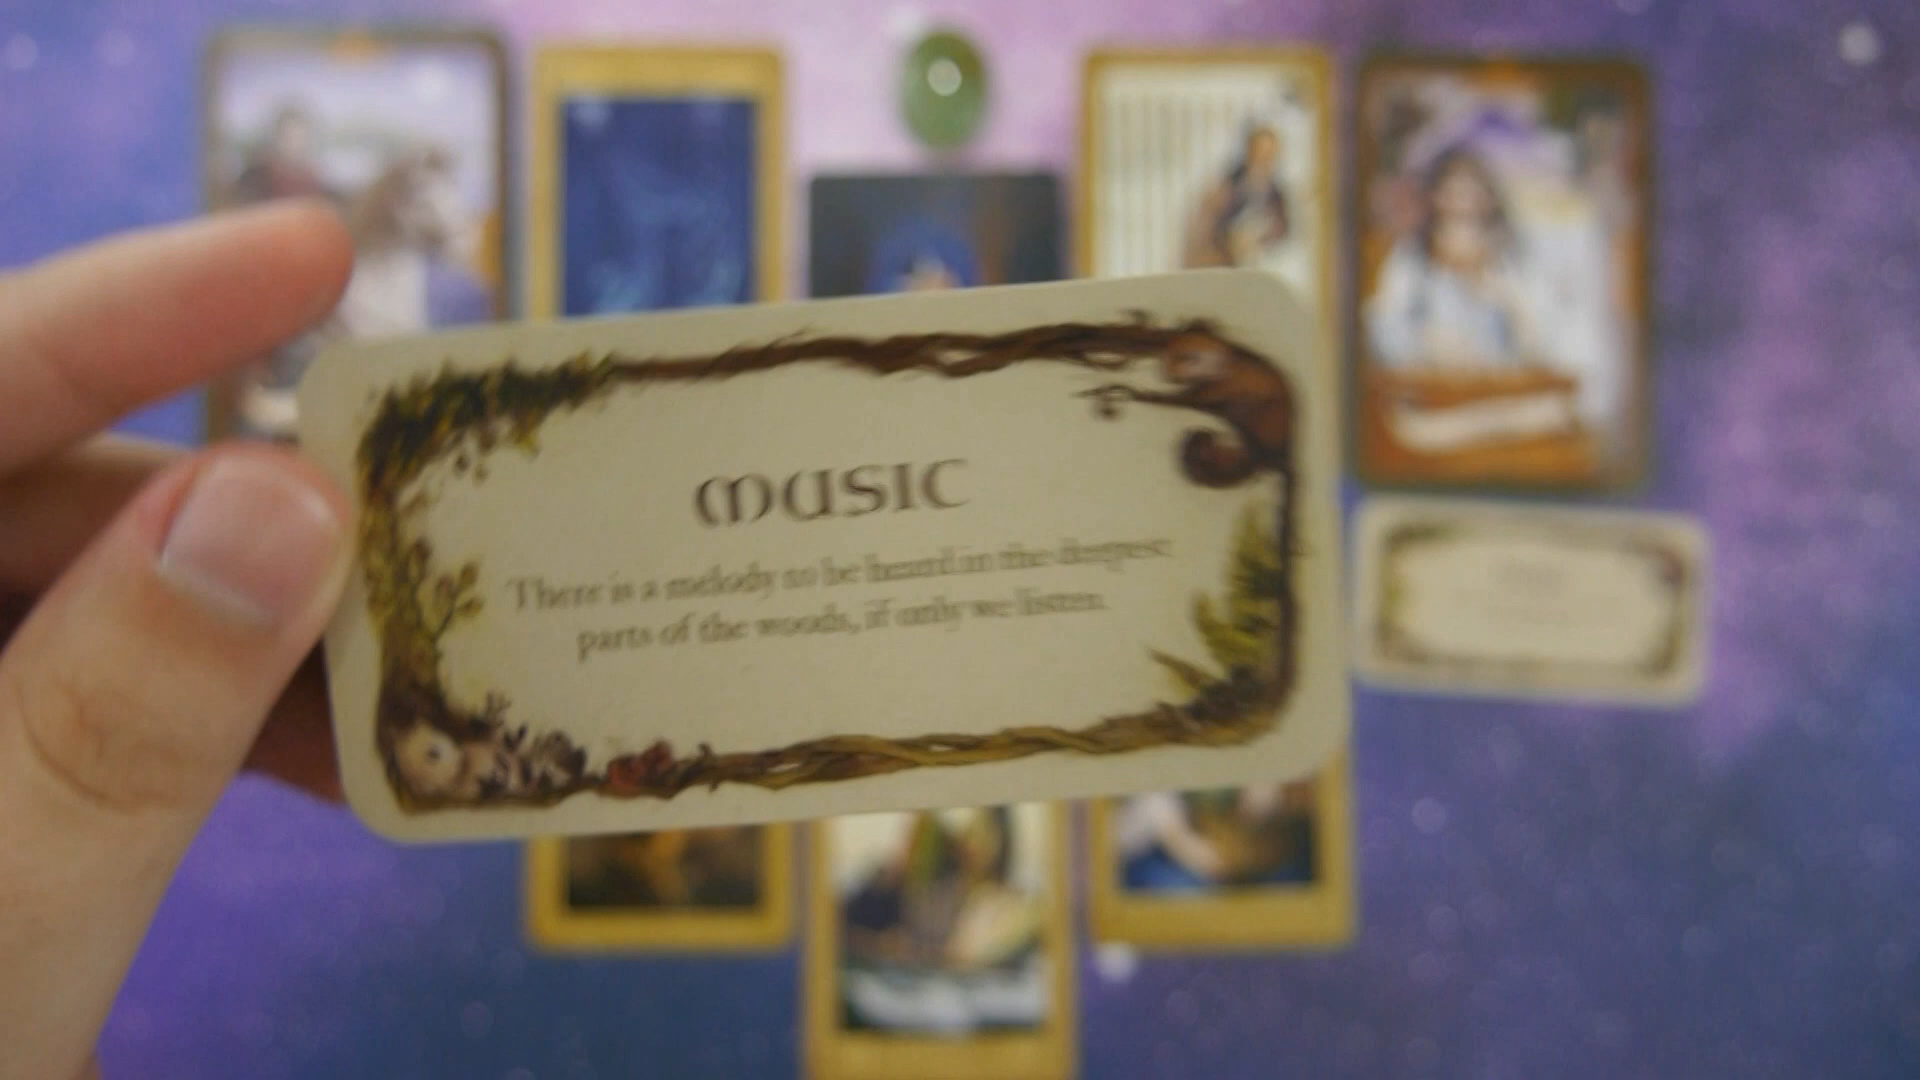 MUSIC
There is a melody to be heard in the deepest
parts of the woods, if only we listen.